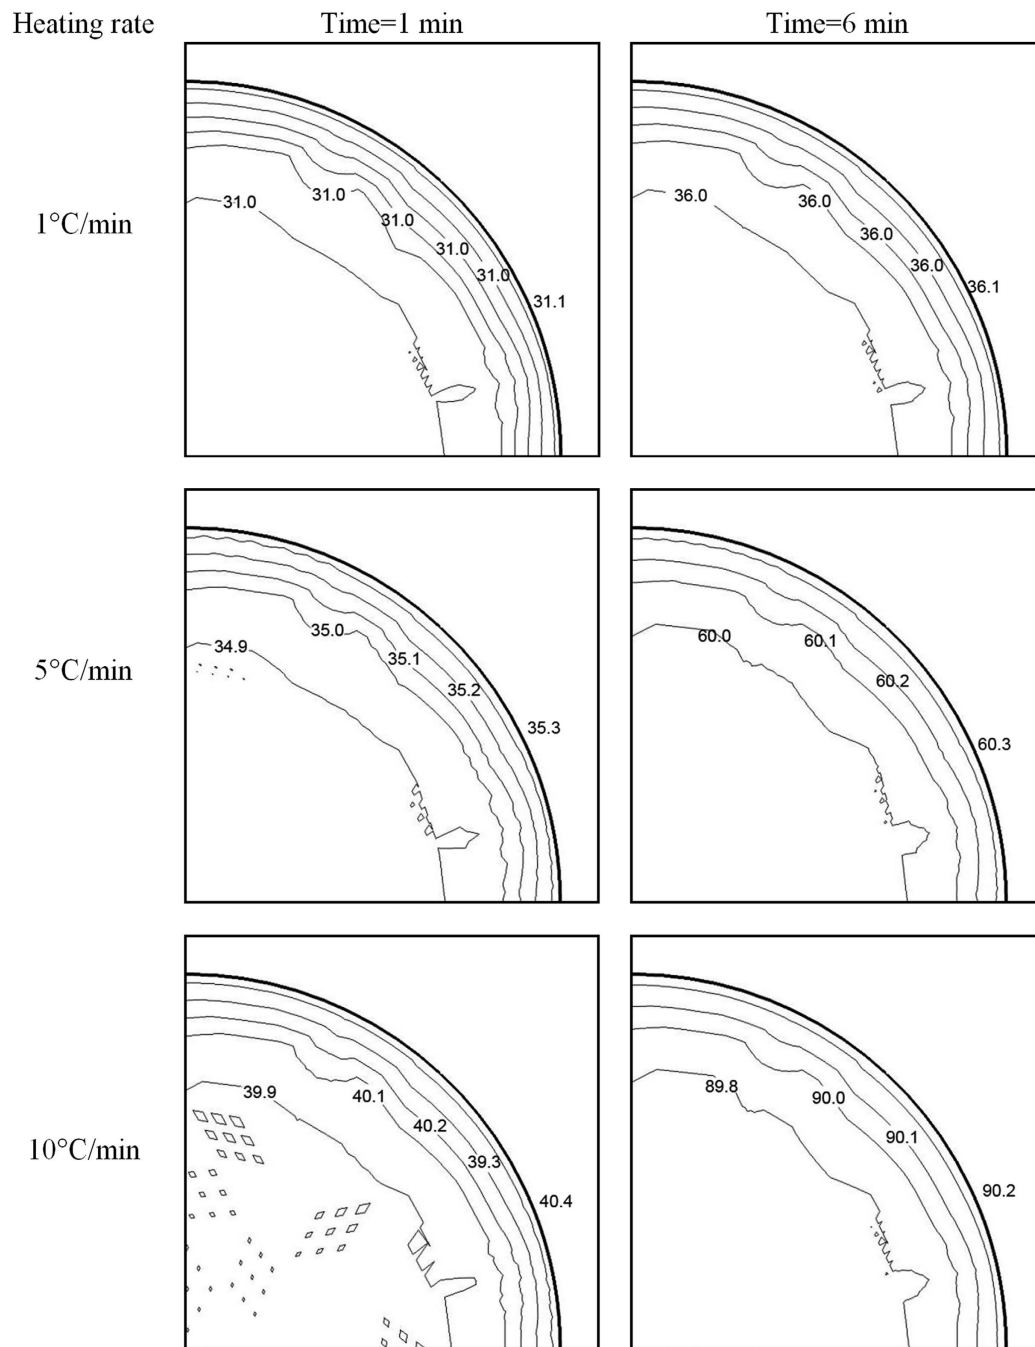 Heating rate Time=1 min Time=6 min
1°C/min
31.0 31.0 31.0 31.0 31.0 31.1
36.0 36.0 36.0 36.0 36.1
5°C/min
34.9 35.0 35.1 35.2 35.3
60.0 60.1 60.2 60.3
10°C/min
39.9 40.1 40.2 39.3 40.4
89.8 90.0 90.1 90.2